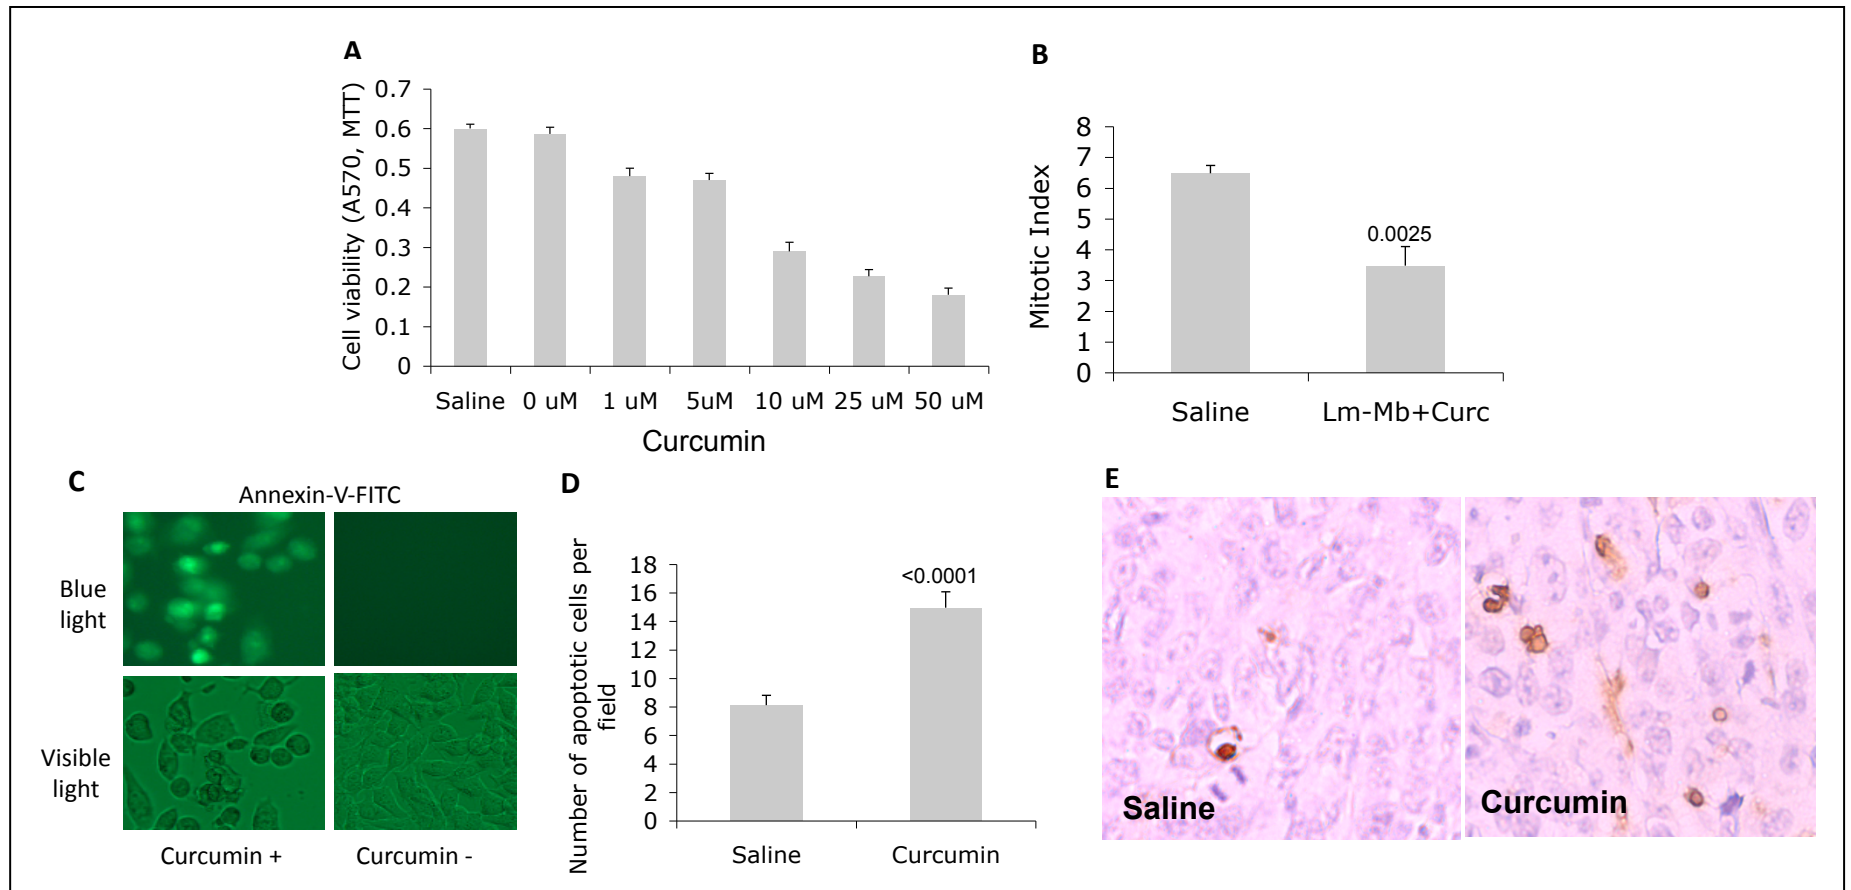 A
Cell viability (A570, MTT)
0.7
0.6
0.5
0.4
0.3
0.2
0.1
0
Saline 0 uM 1 uM 5uM 10 uM 25 uM 50 uM
Curcumin
B
Mitotic Index
8
7
6
5
4
3
2
1
0
0.0025
Saline Lm-Mb+Curc
C
Annexin-V-FITC
Blue
light
Visible
light
Curcumin + Curcumin -
D
Number of apoptotic cells per
field
18
16
14
12
10
8
6
4
2
0
<0.0001
Saline Curcumin
E
Saline
Curcumin